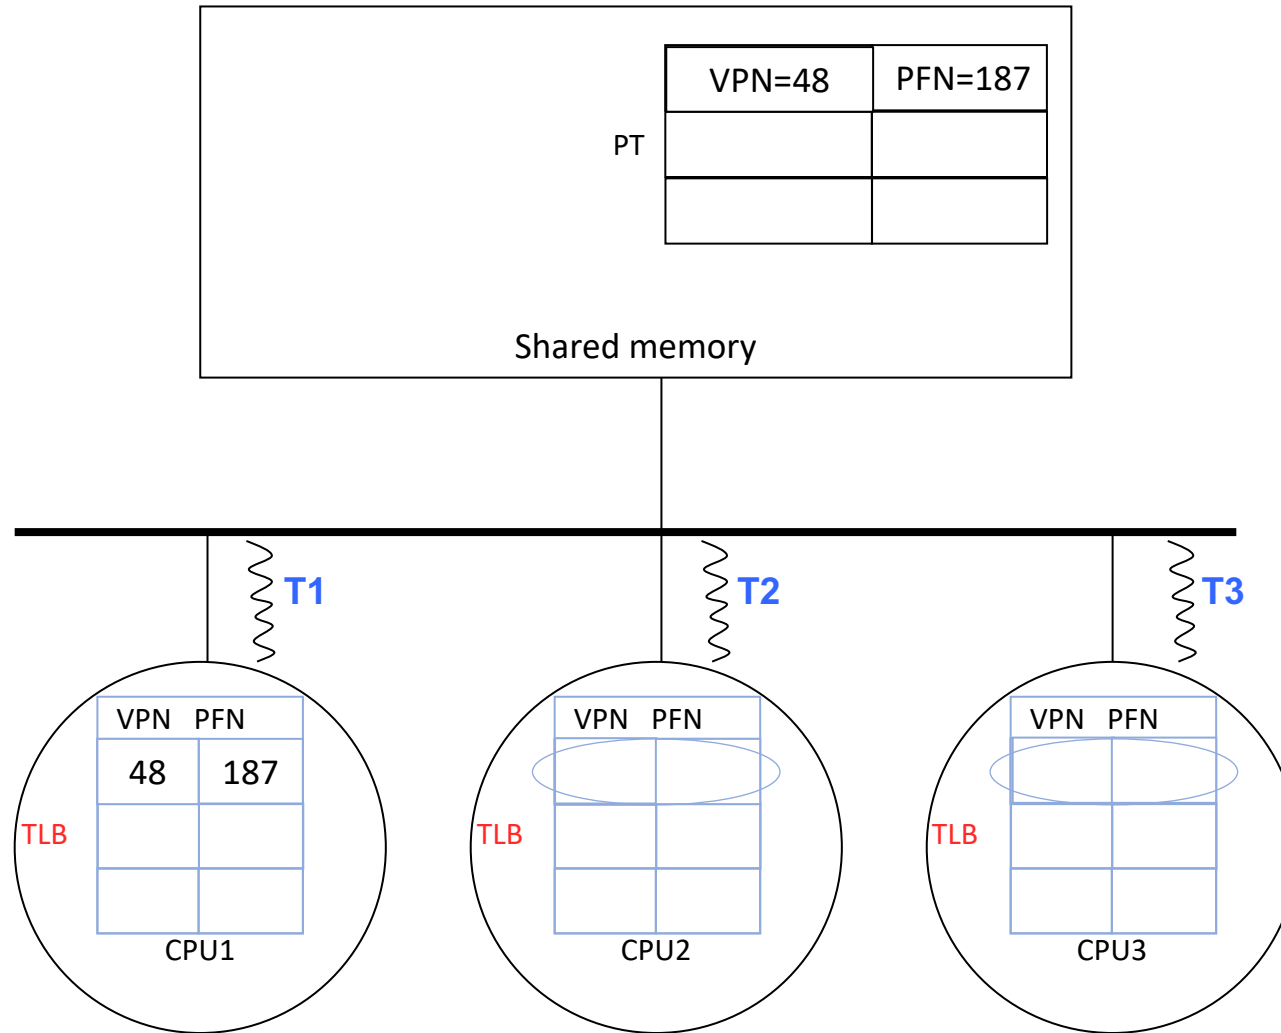 VPN=48 PFN=187
PT
Shared memory
T1 T2 T3
VPN PFN VPN PFN VPN PFN
48 187
TLB TLB TLB
CPU1 CPU2 CPU3